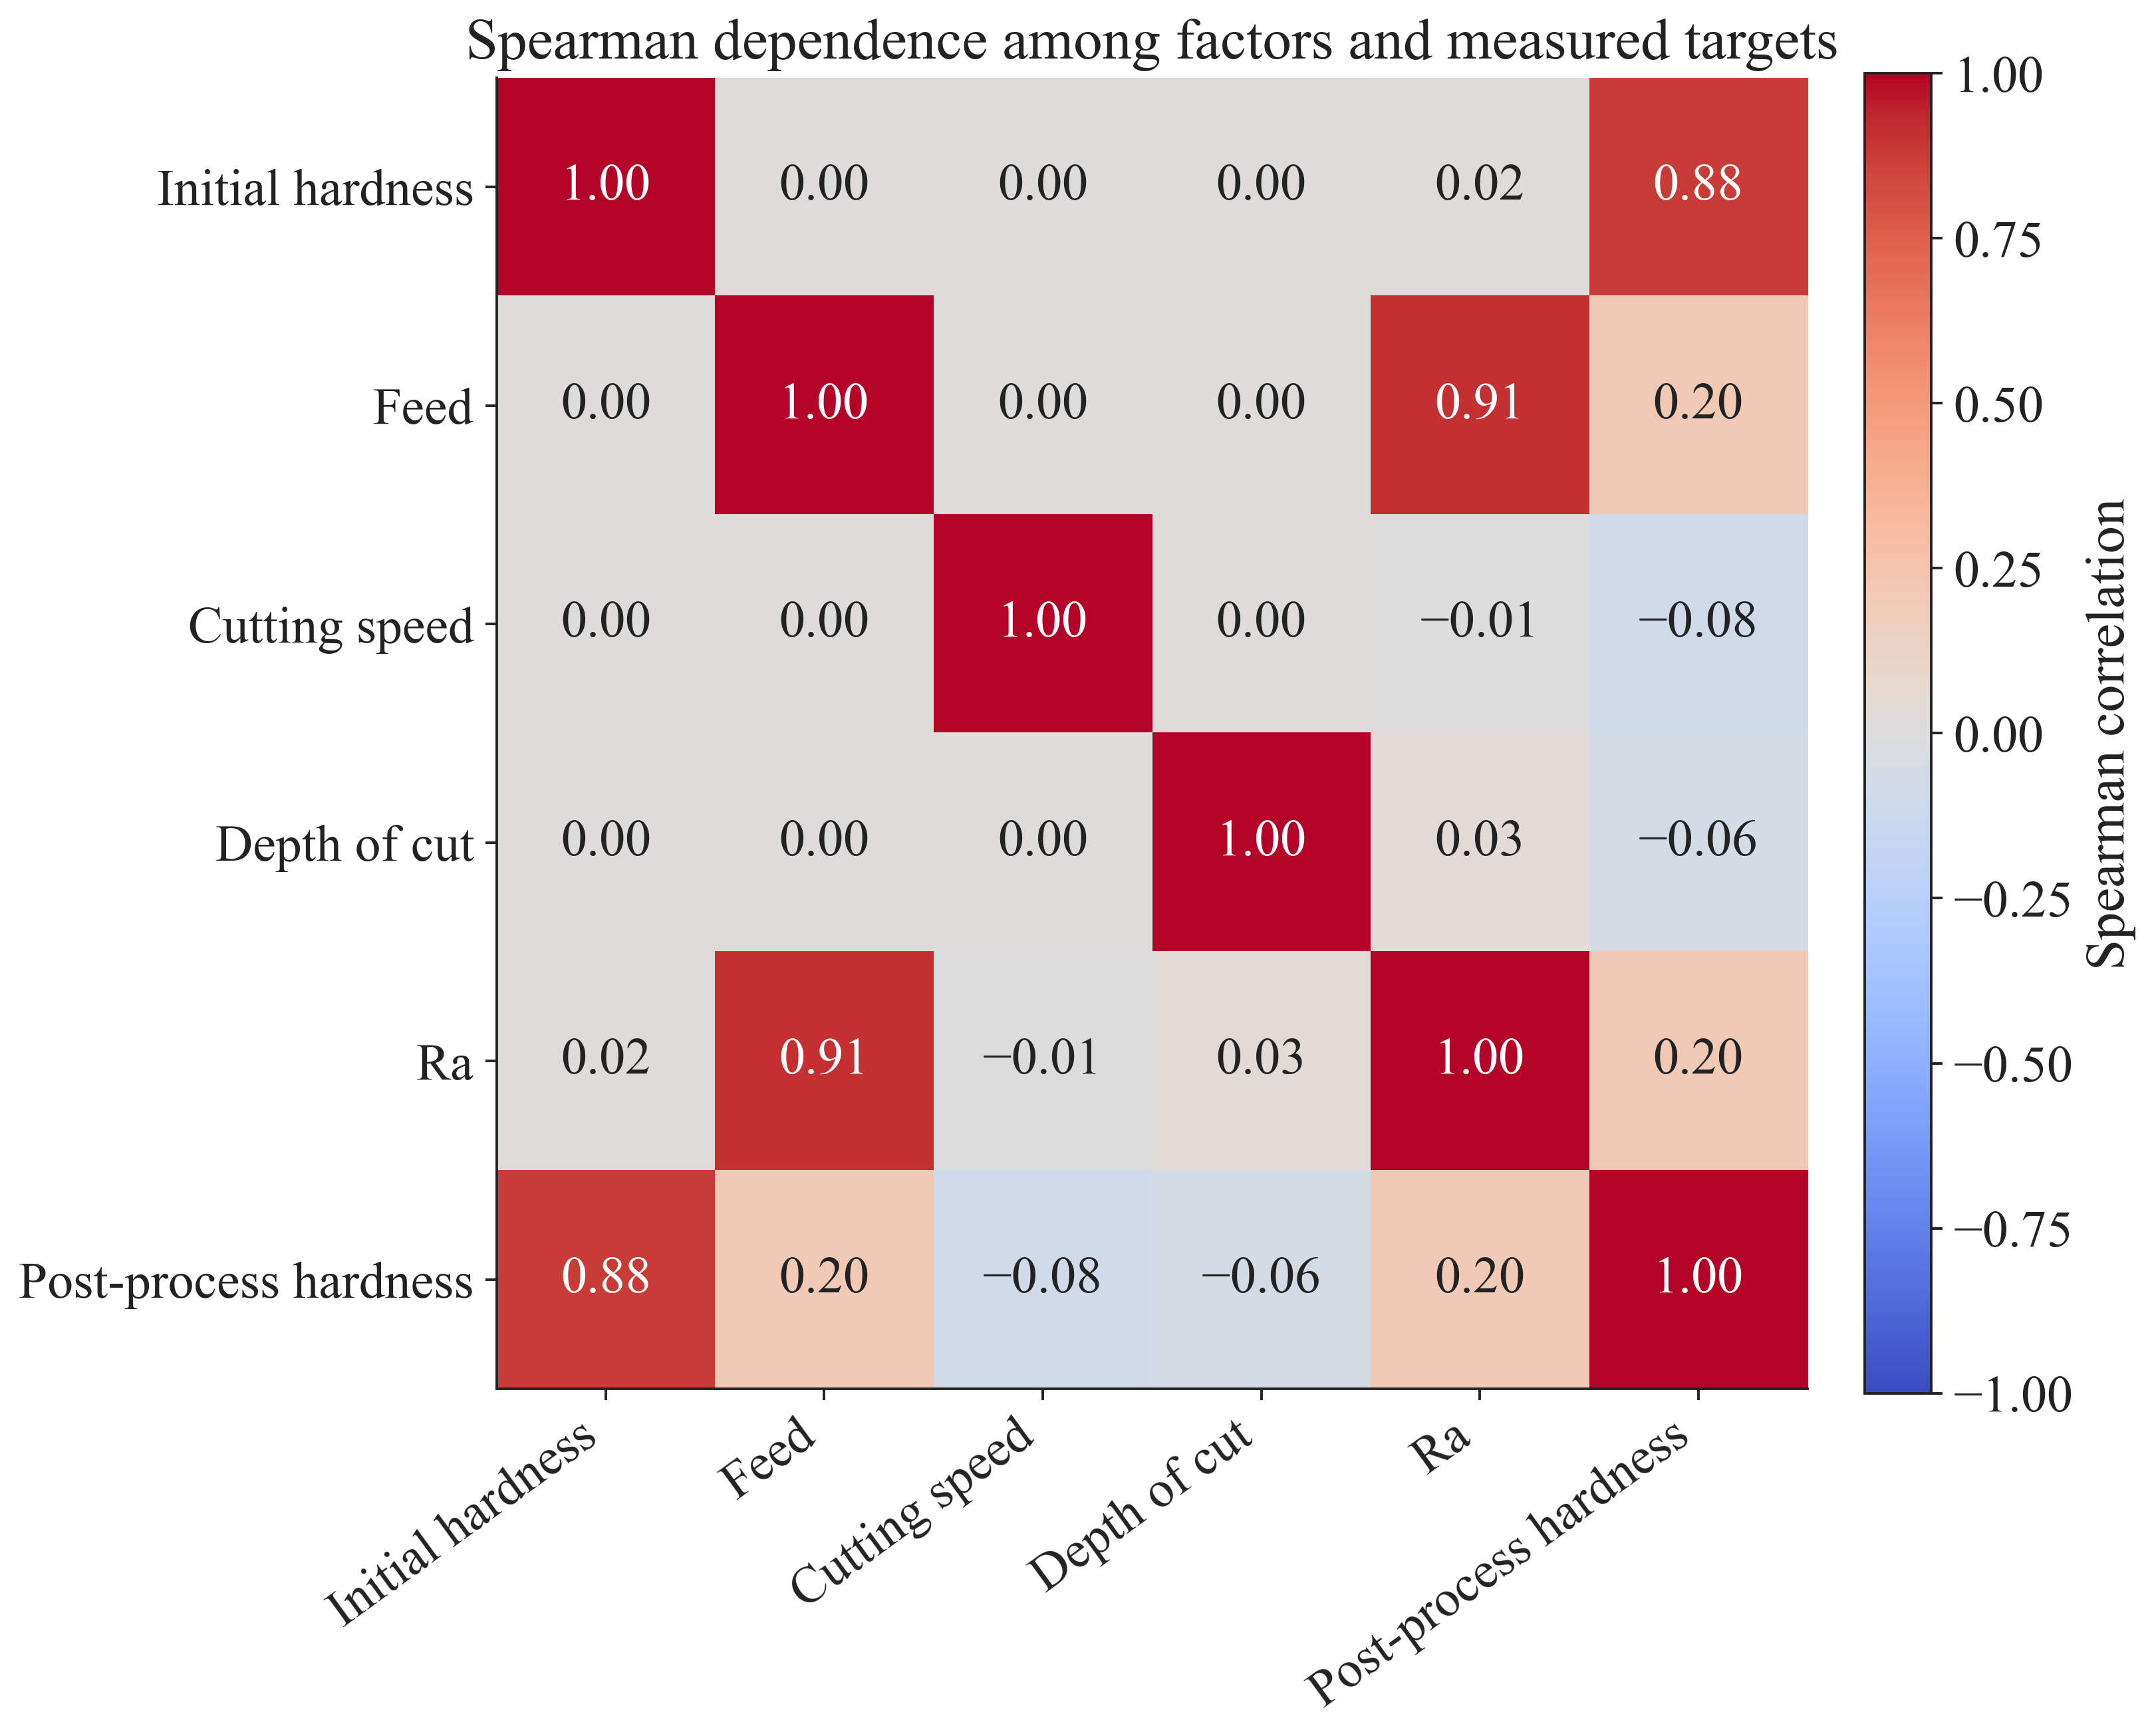 Spearman dependence among factors and measured targets
Initial hardness 1.00 0.00 0.00 0.00 0.02 0.88
Feed 0.00 1.00 0.00 0.00 0.91 0.20
Cutting speed 0.00 0.00 1.00 0.00 −0.01 −0.08
Depth of cut 0.00 0.00 0.00 1.00 0.03 −0.06
Ra 0.02 0.91 −0.01 0.03 1.00 0.20
Post-process hardness 0.88 0.20 −0.08 −0.06 0.20 1.00
Initial hardness
Feed
Cutting speed
Depth of cut
Ra
Post-process hardness
1.00
0.75
0.50
0.25
0.00
−0.25
−0.50
−0.75
−1.00
Spearman correlation